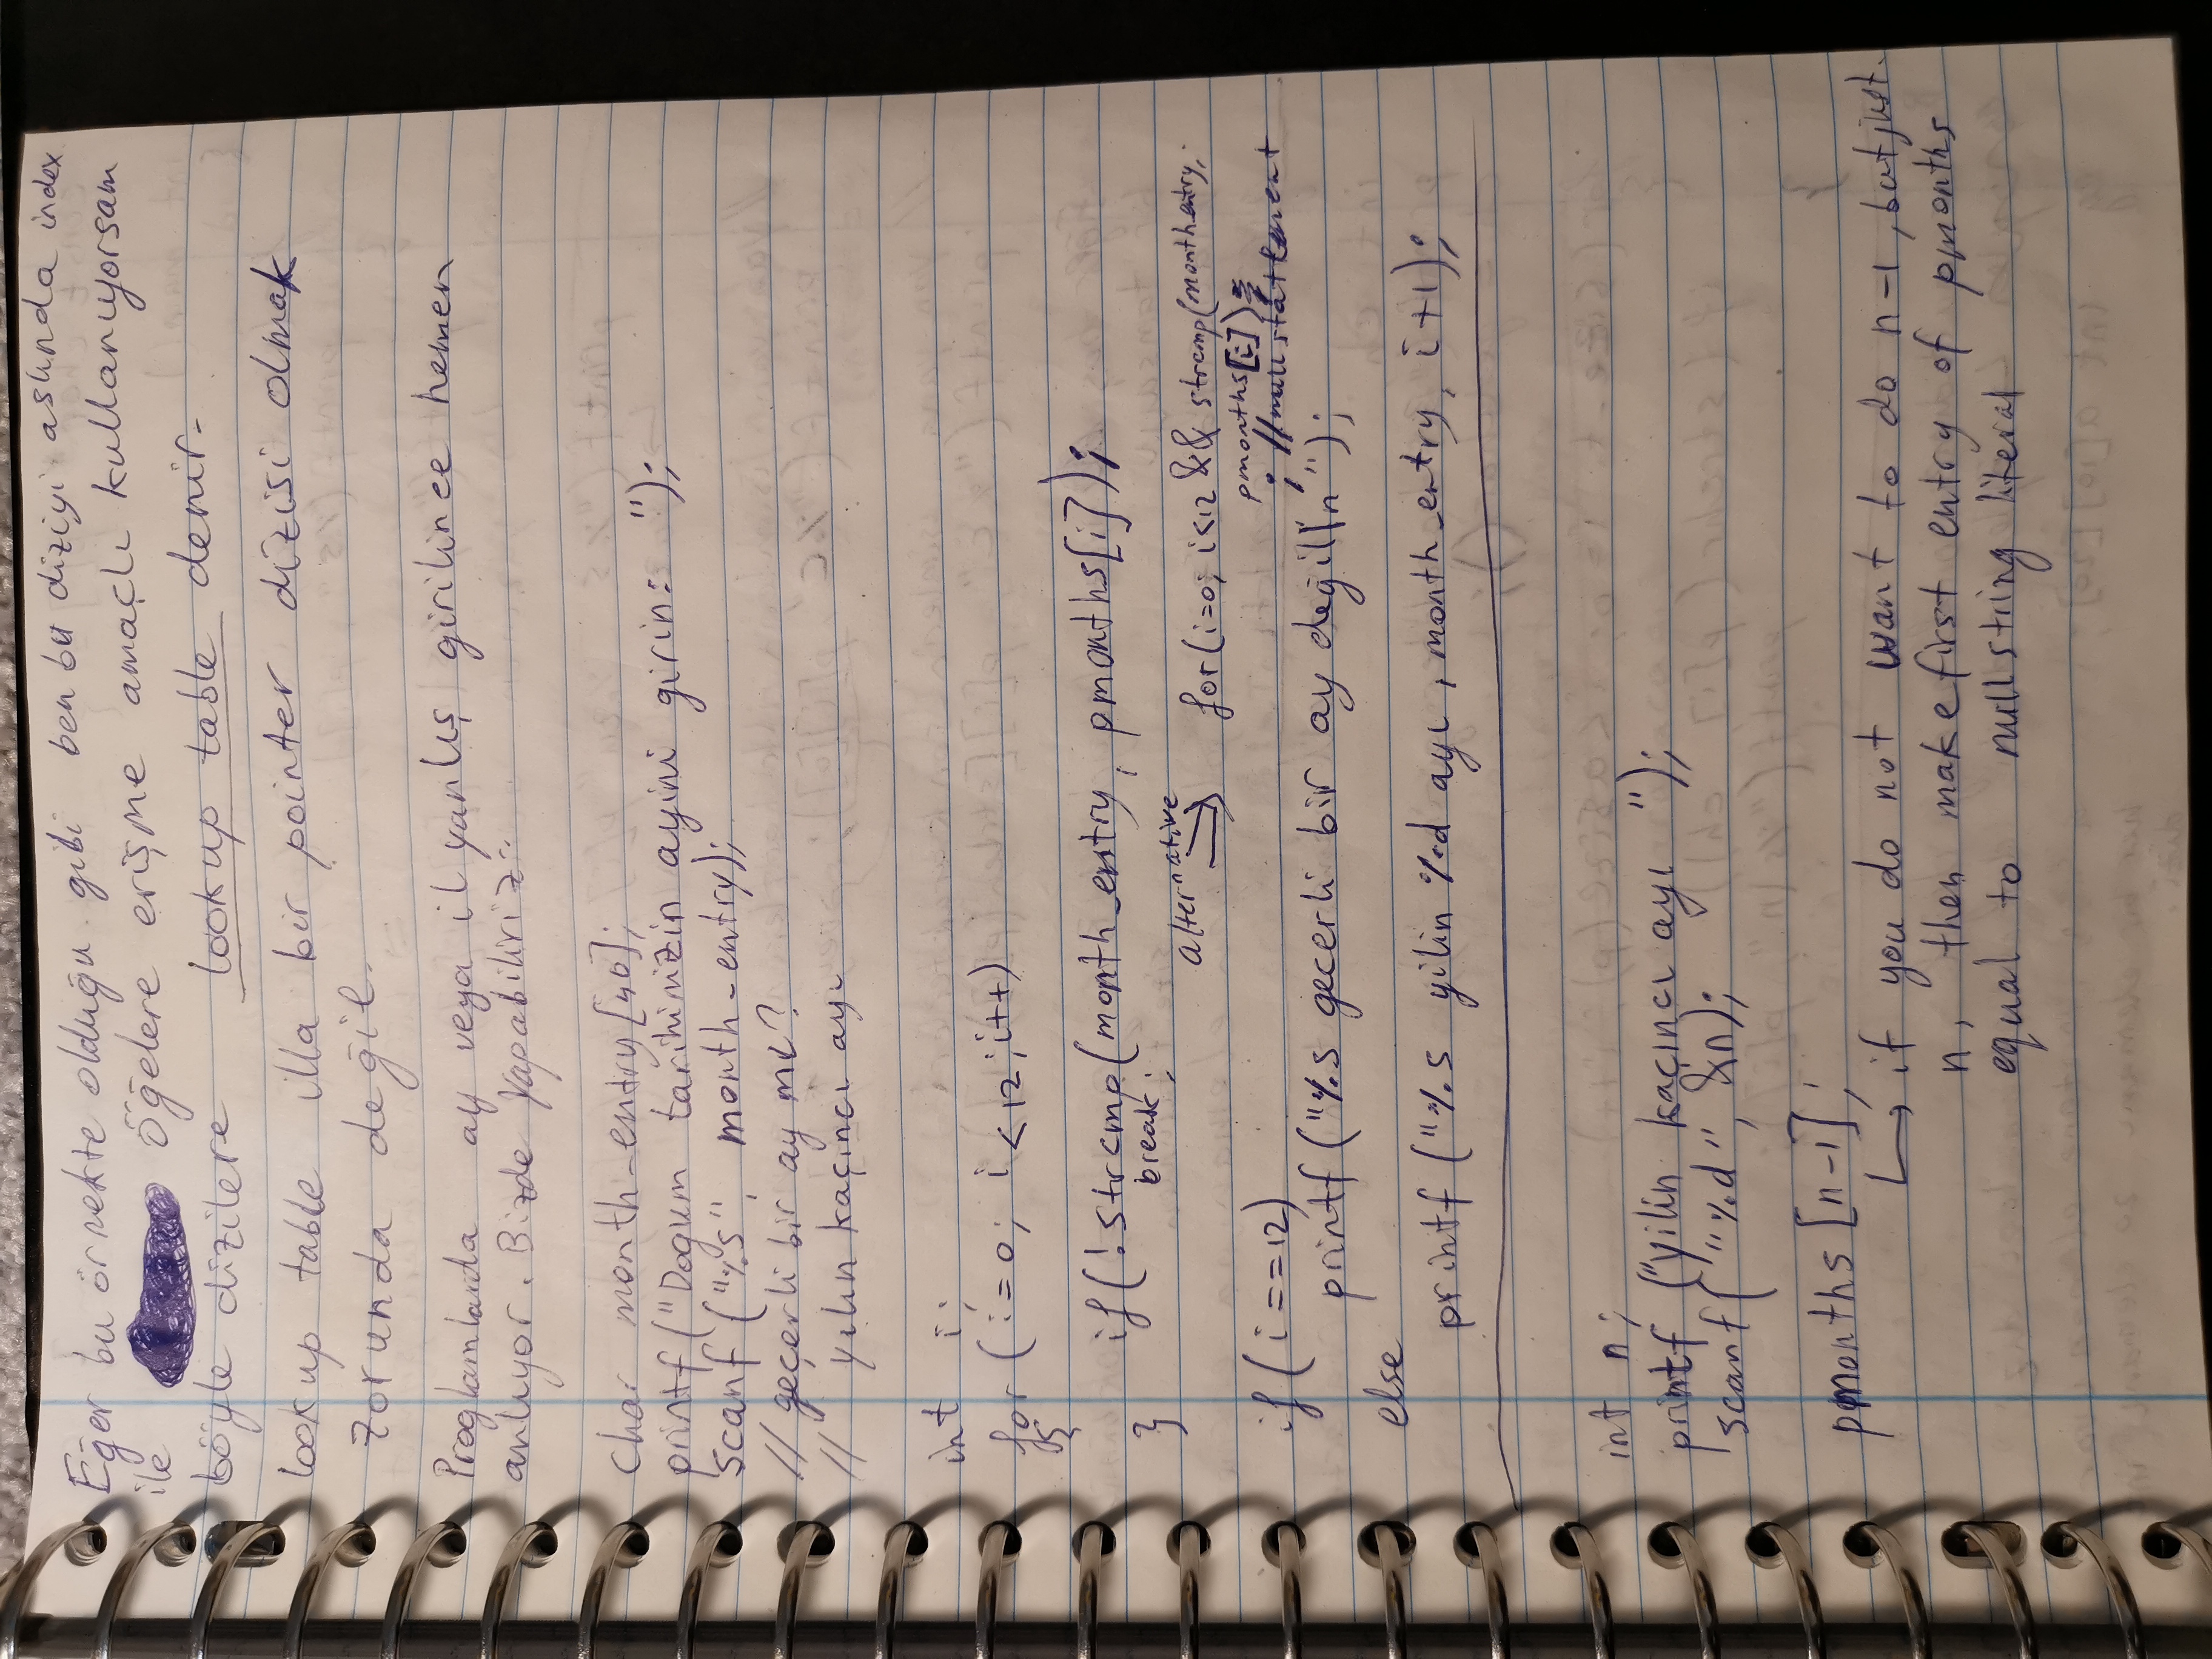 Eğer bu örnekte olduğu gibi ben bu diziyi aslında index
ile öğelere erişme amaçlı kullanıyorsam
böyle dizilere lookup table denir.
lookup table illa bir pointer dizisi olmak
zorunda değil.
Proglamlarda ay veya il yanlış girilince hemen
anlıyor. Bizde yapabiliriz:
char month_entry[40];
printf("Dogum tarihinizin ayini girin: ");
scanf("%s", month_entry);
// geçerli bir ay mı?
// yılın kaçıncı ayı
int i;
for (i=0; i<12; i++)
{
if(!strcmp(month_entry, pmonths[i]);
break;
}
alternative → for(i=0; i<12 && strcmp(monthentry,
pmonths[i]);
; //null statement
if (i==12)
printf("%s gecerli bir ay değil\n");
else
printf("%s yilin %d ayı, month_entry, i+1);
int n;
printf("yilin kaçıncı ayı ");
scanf("%d", &n);
pmonths[n-1];
↳ if you do not want to do n-1, but just
n, then make first entry of pmonths
equal to null string literal